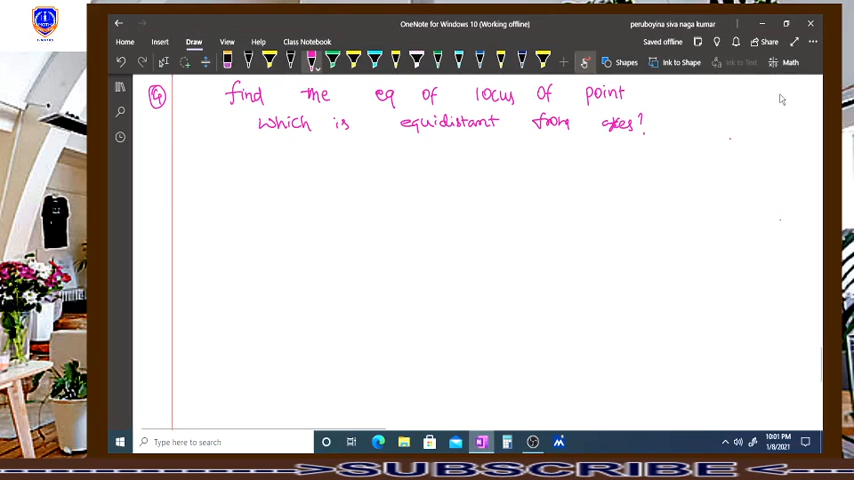 OneNote for Windows 10 (Working offline)
peruboyina siva naga kumar
Home Insert Draw View Help Class Notebook
Saved offline Share
Shapes Ink to Shape Ink to Text Math
Q find the eq of locus of point
which is equidistant from axes?
Type here to search
10:01 PM
1/8/2021
SUBSCRIBE